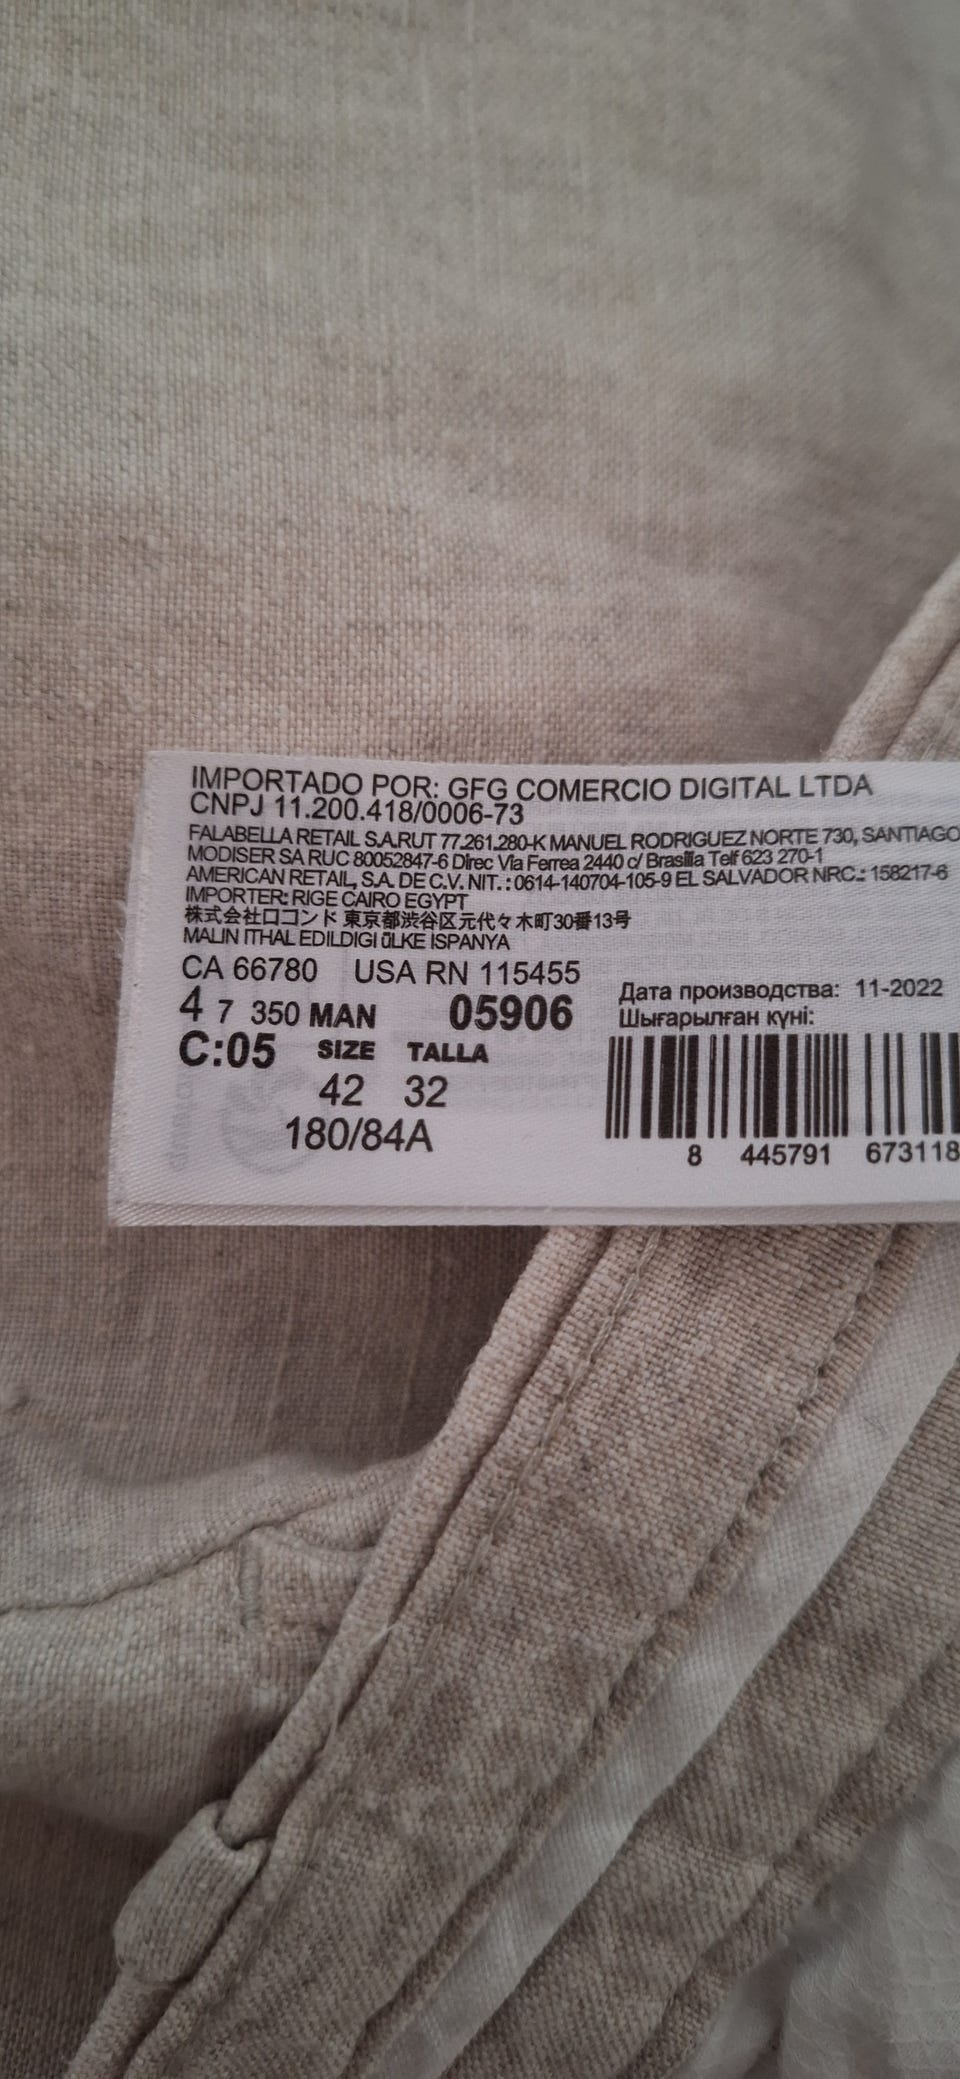 IMPORTADO POR: GFG COMERCIO DIGITAL LTDA
CNPJ 11.200.418/0006-73
FALABELLA RETAIL S.A.RUT 77.261.280-K MANUEL RODRIGUEZ NORTE 730, SANTIAGO
MODISER SA RUC 80052847-6 Direc Vía Ferrea 2440 c/ Brasilia Telf 623 270-1
AMERICAN RETAIL, S.A. DE C.V. NIT. : 0614-140704-105-9 EL SALVADOR NRC.: 158217-6
IMPORTER: RIGE CAIRO EGYPT
株式会社ロコンド 東京都渋谷区元代々木町30番13号
MALIN ITHAL EDILDIGI üLKE ISPANYA
CA 66780 USA RN 115455
4 7 350 MAN 05906
Дата производства: 11-2022
Шығарылған күні:
C:05 SIZE TALLA
42 32
180/84A
8 445791 673118